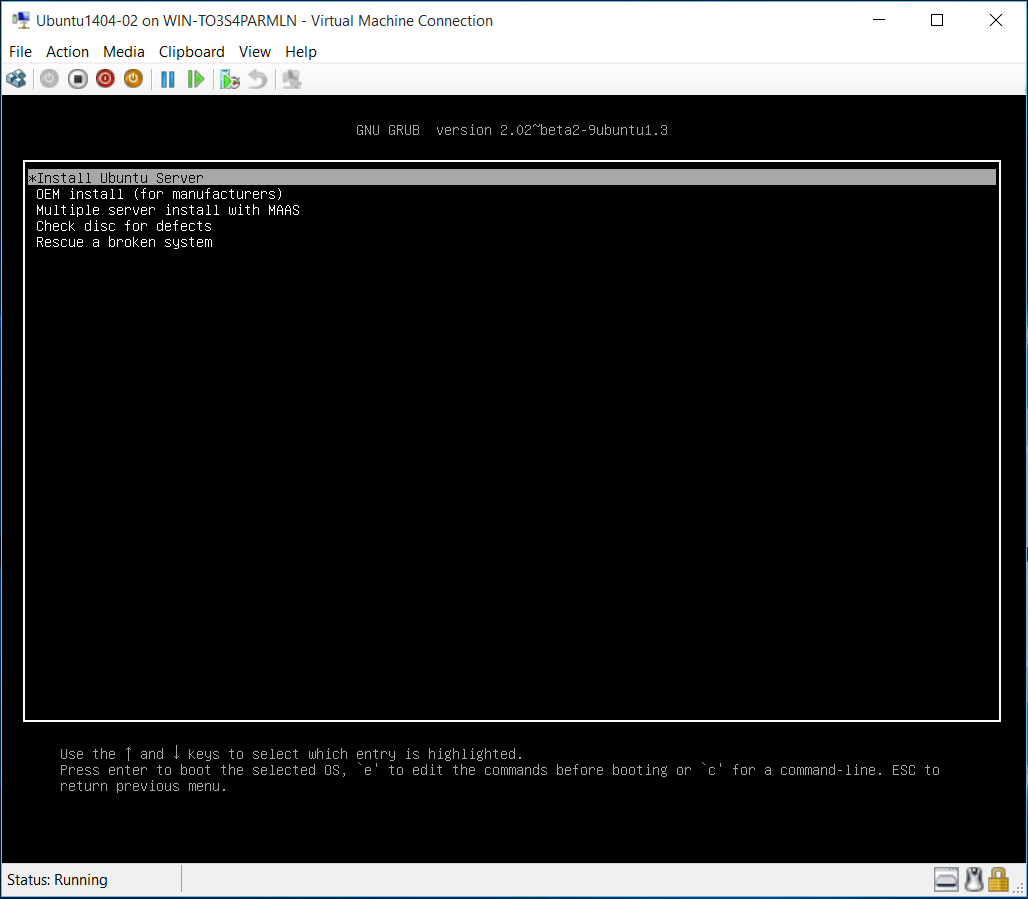 Ubuntu1404-02 on WIN-TO3S4PARMLN - Virtual Machine Connection
File Action Media Clipboard View Help
GNU GRUB  version 2.02~beta2-9ubuntu1.3
*Install Ubuntu Server
OEM install (for manufacturers)
Multiple server install with MAAS
Check disc for defects
Rescue a broken system
Use the ↑ and ↓ keys to select which entry is highlighted.
Press enter to boot the selected OS, `e' to edit the commands before booting or `c' for a command-line. ESC to
return previous menu.
Status: Running